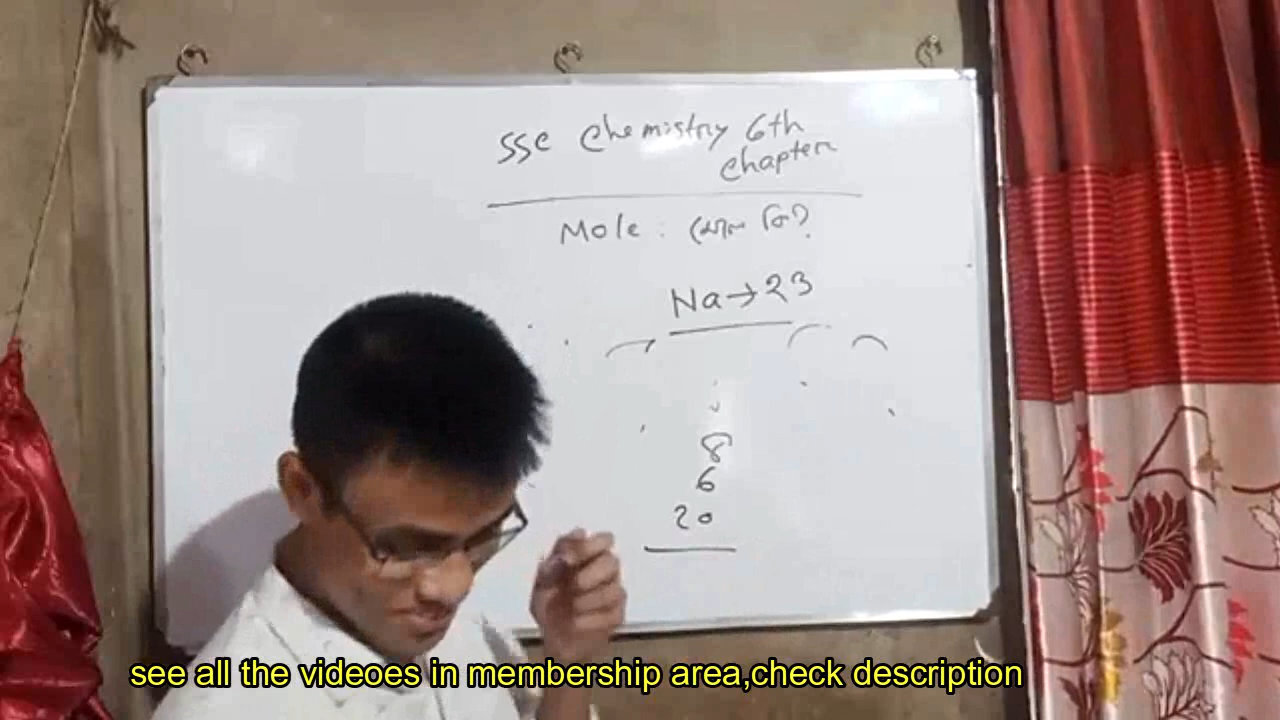 SSC Chemistry 6th
Chapter
Mole: মোল কি?
Na→23
8
6
20
see all the videoes in membership area,check description